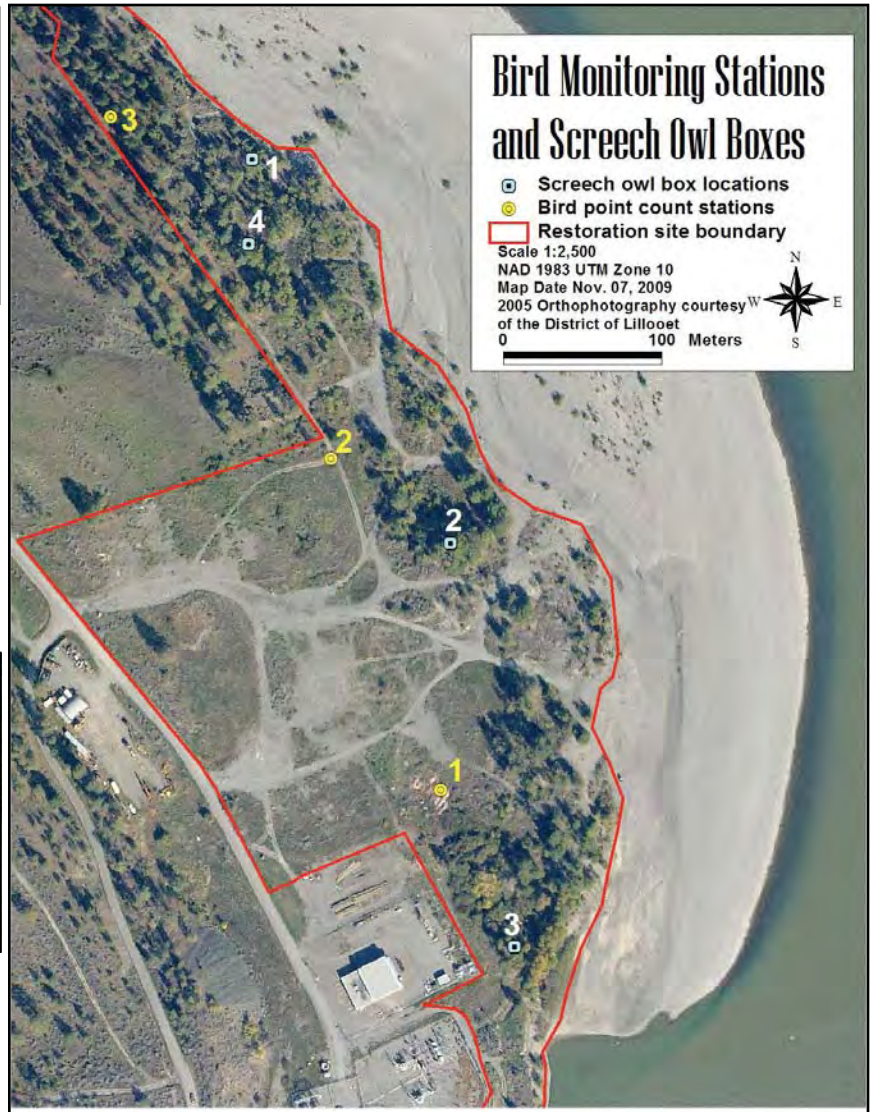 Bird Monitoring Stations
and Screech Owl Boxes
Screech owl box locations
Bird point count stations
Restoration site boundary
Scale 1:2,500
NAD 1983 UTM Zone 10
Map Date Nov. 07, 2009
2005 Orthophotography courtesy
of the District of Lillooet
0 100 Meters
N
W E
S
3
1
4
2
2
1
3